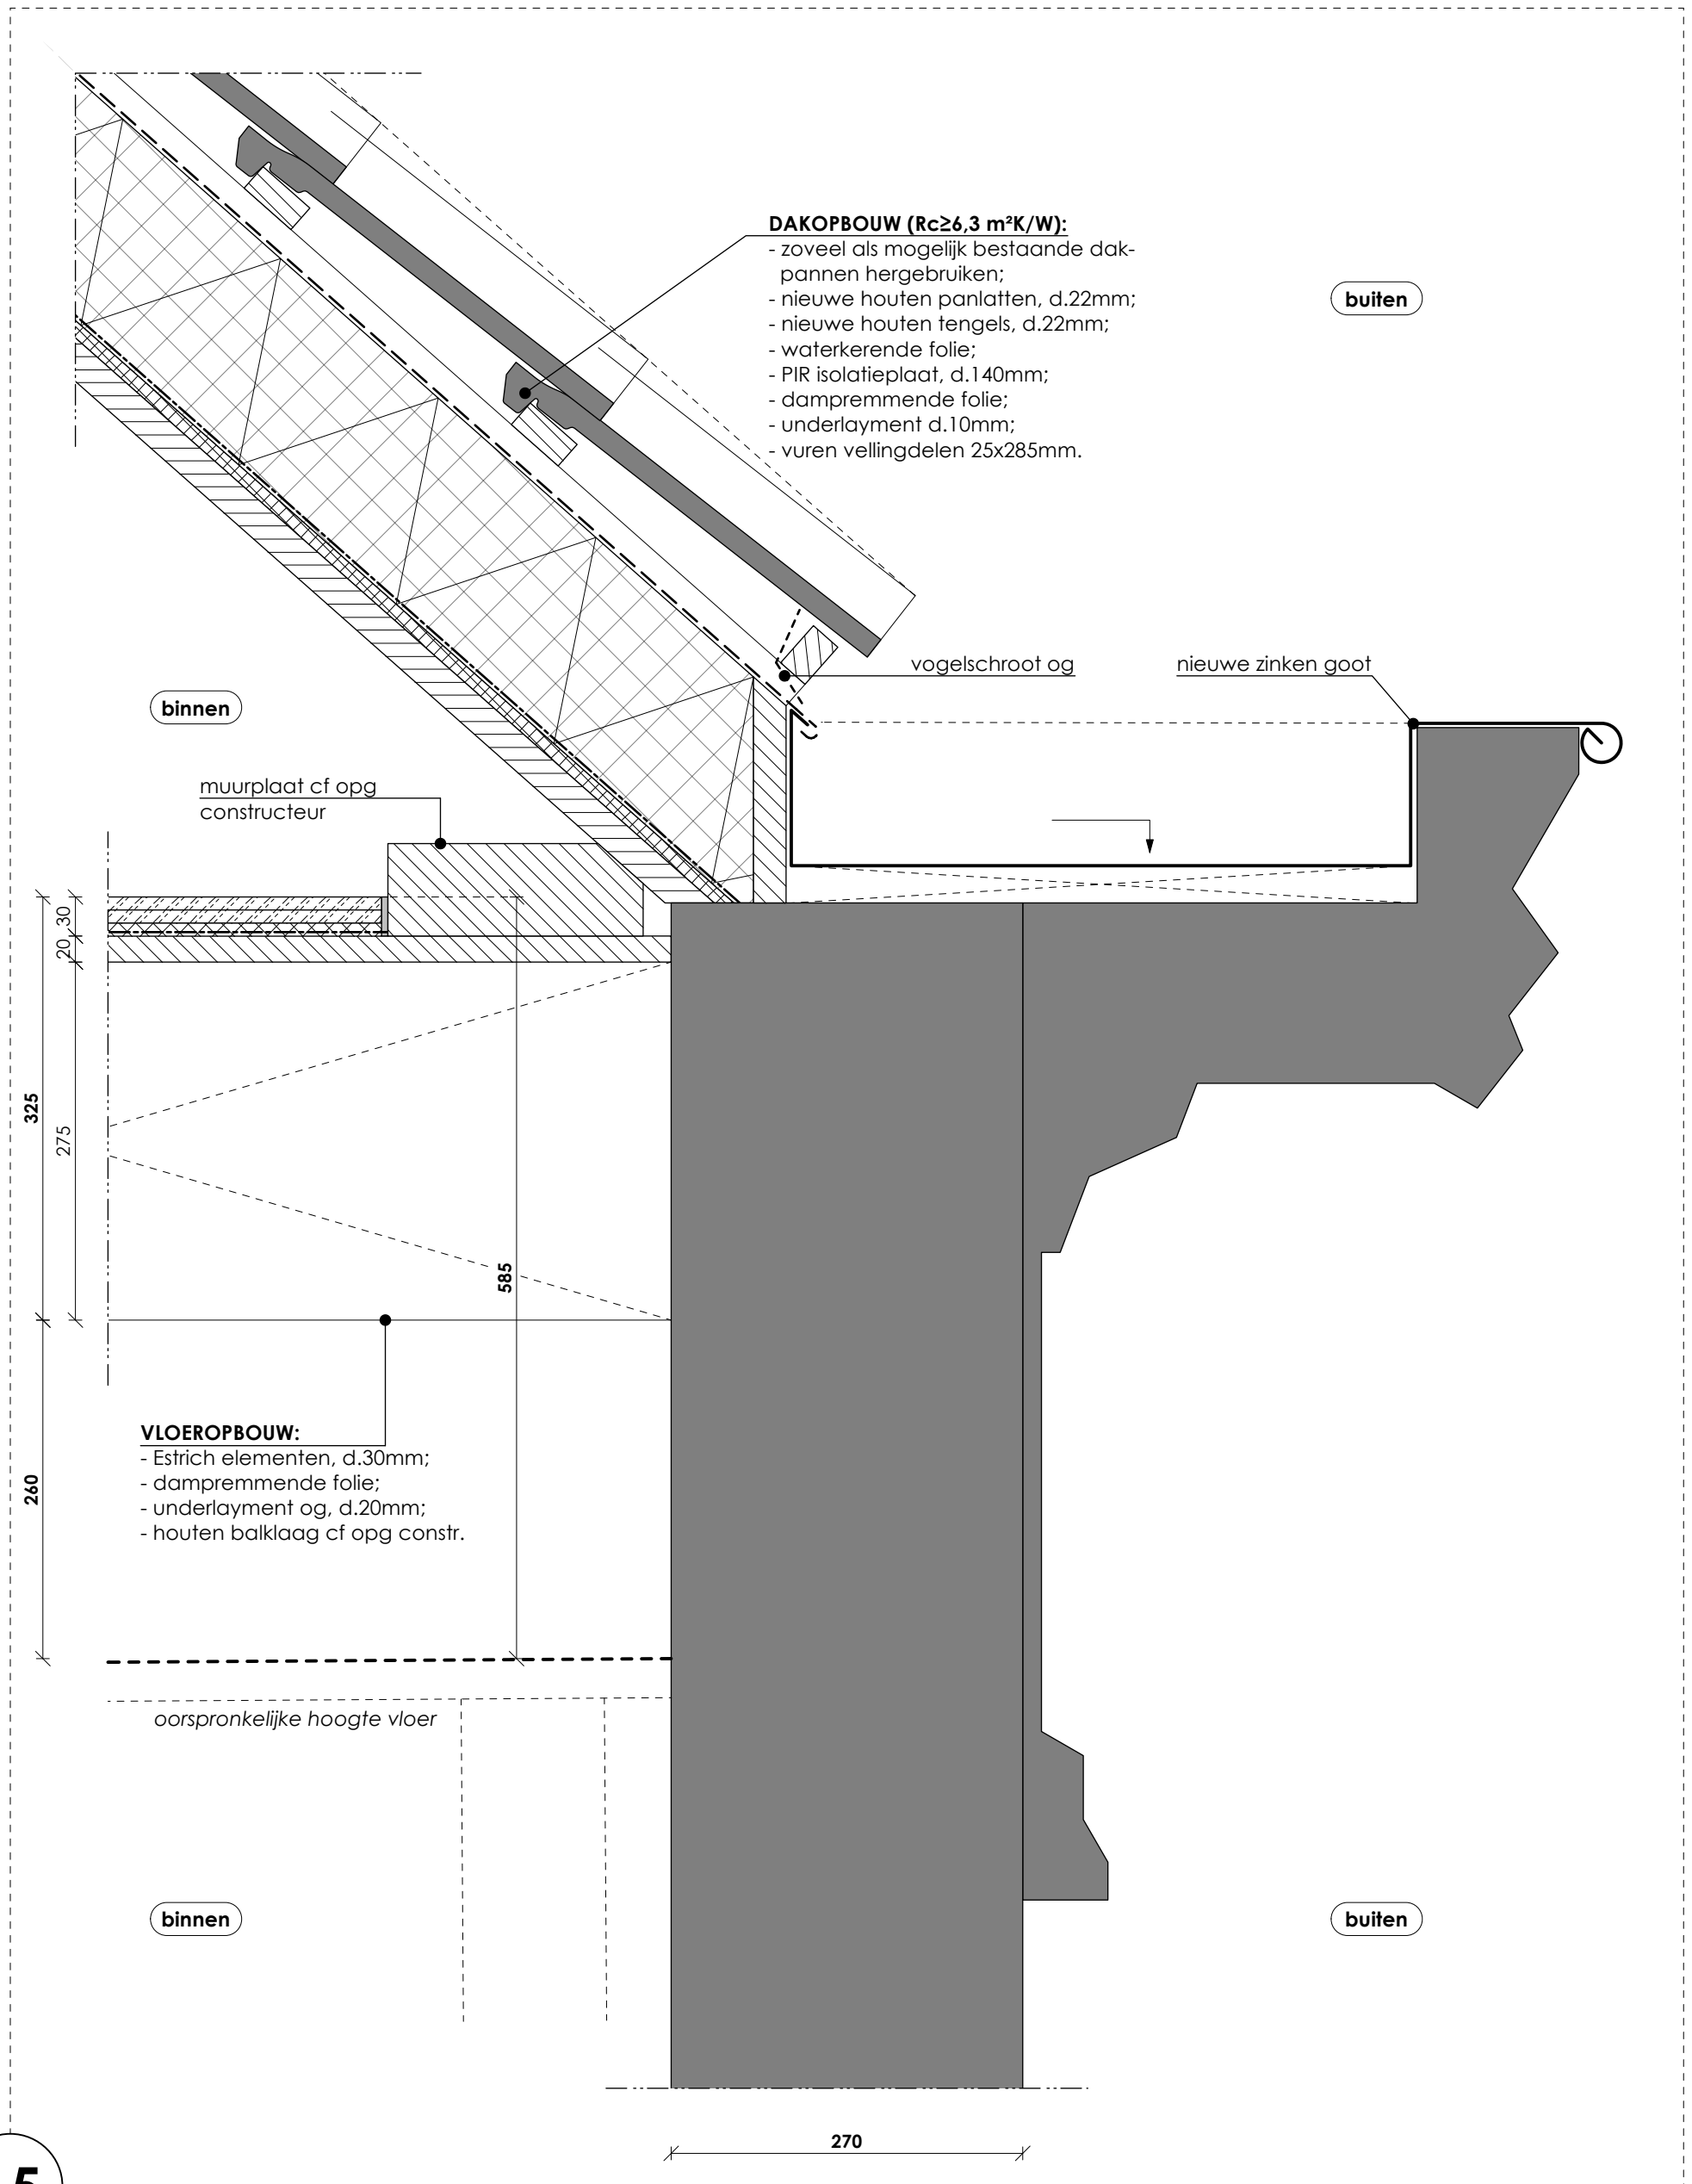 DAKOPBOUW (Rc≥6,3 m²K/W):
- zoveel als mogelijk bestaande dak-
pannen hergebruiken;
- nieuwe houten panlatten, d.22mm;
- nieuwe houten tengels, d.22mm;
- waterkerende folie;
- PIR isolatieplaat, d.140mm;
- dampremmende folie;
- underlayment d.10mm;
- vuren vellingdelen 25x285mm.
buiten
vogelschroot og
nieuwe zinken goot
binnen
muurplaat cf opg
constructeur
30
20
325
275
585
260
VLOEROPBOUW:
- Estrich elementen, d.30mm;
- dampremmende folie;
- underlayment og, d.20mm;
- houten balklaag cf opg constr.
oorspronkelijke hoogte vloer
binnen
buiten
270
5